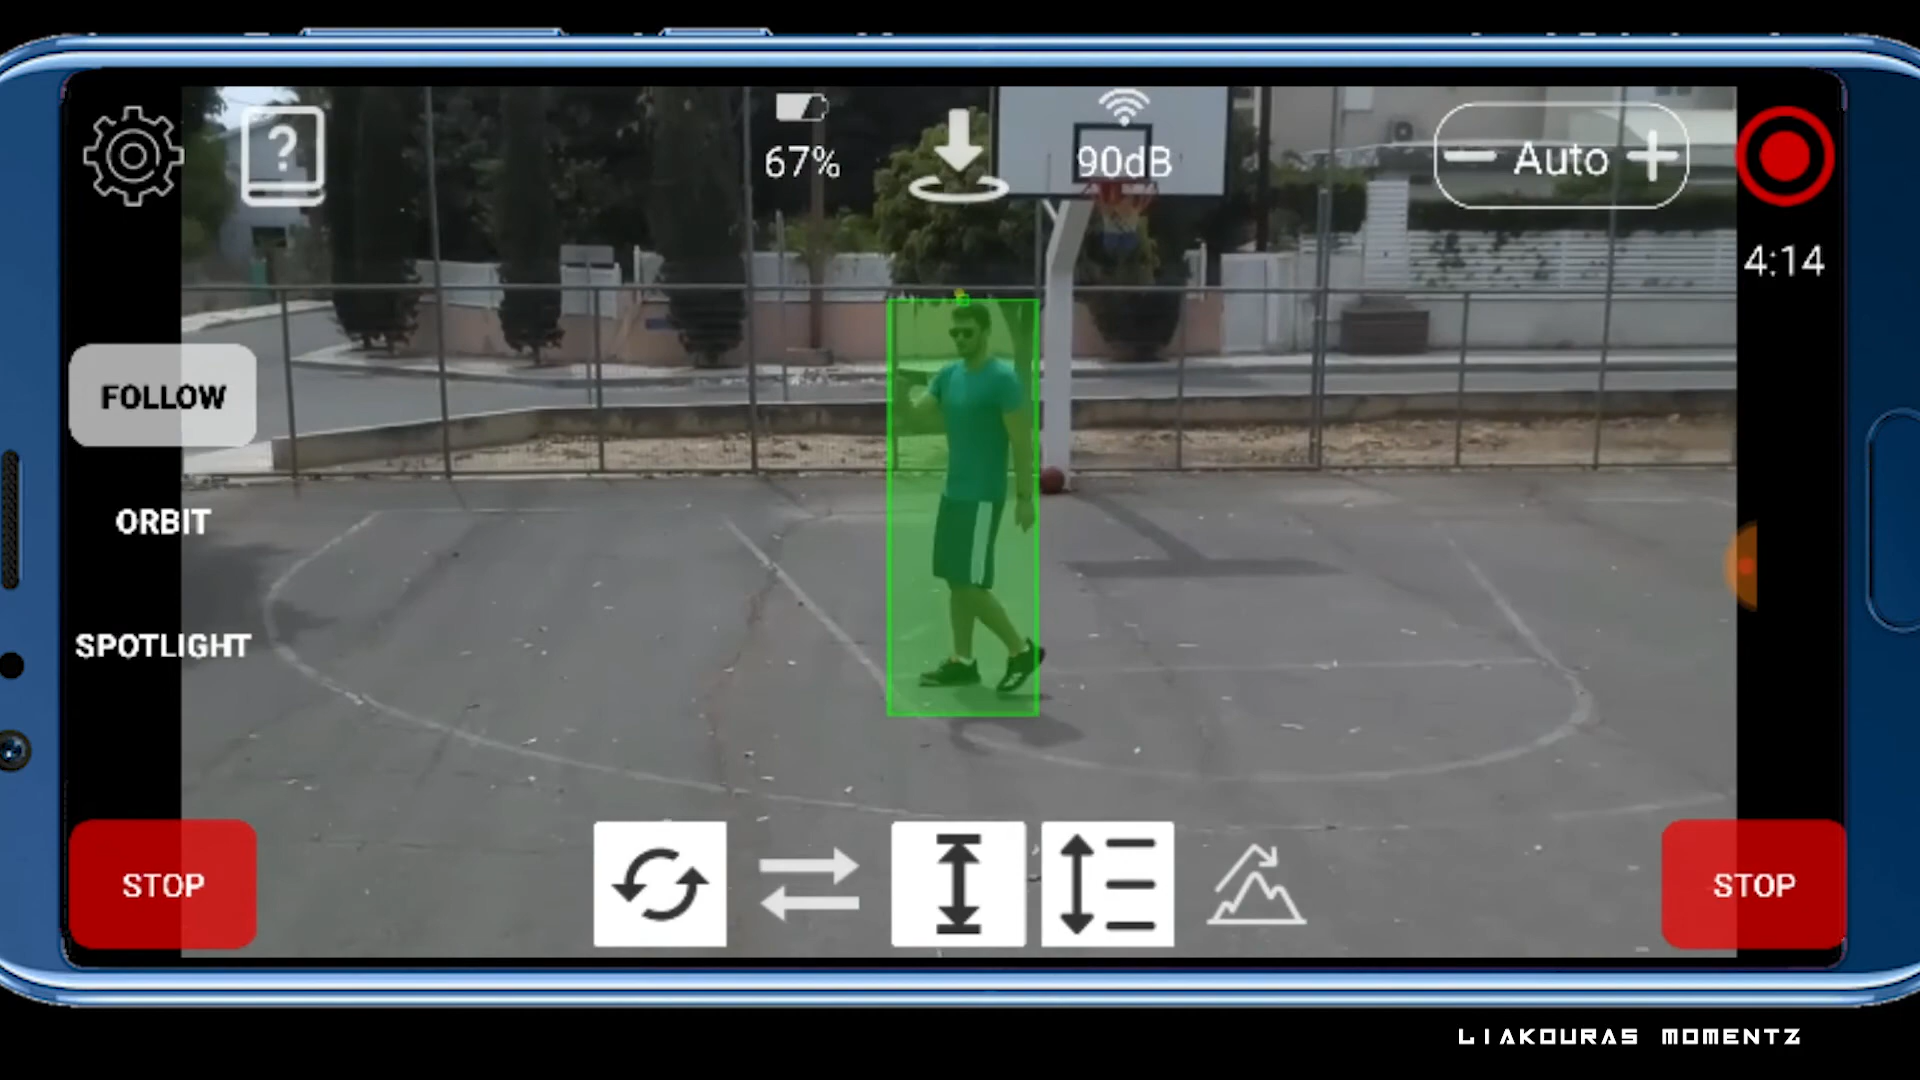 ?
67%
90dB
Auto
4:14
FOLLOW
ORBIT
SPOTLIGHT
STOP
STOP
LIAKOURAS MOMENTZ